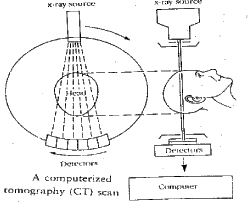 x-ray source
x-ray source
Head
Detectors
Detectors
A computerized
tomography (CT) scan
Computer